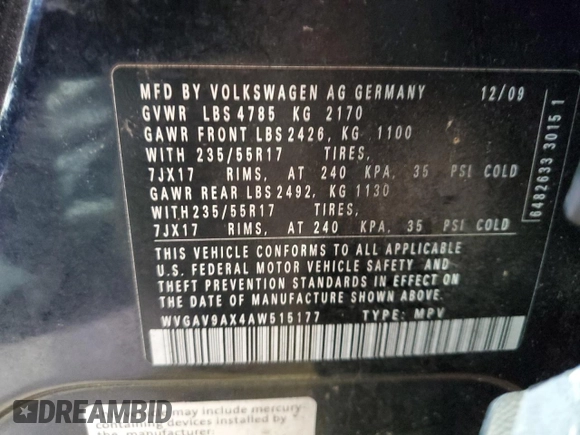 MFD BY VOLKSWAGEN AG GERMANY 12/09
GVWR LBS 4785 KG 2170
GAWR FRONT LBS 2426, KG 1100
WITH 235/55R17 TIRES,
7JX17 RIMS, AT 240 KPA, 35 PSI COLD
GAWR REAR LBS 2492, KG 1130
WITH 235/55R17 TIRES,
7JX17 RIMS, AT 240 KPA, 35 PSI COLD
THIS VEHICLE CONFORMS TO ALL APPLICABLE
U.S. FEDERAL MOTOR VEHICLE SAFETY AND
THEFT PREVENTION STANDARDS IN EFFECT ON
THE DATE OF MANUFACTURE SHOWN ABOVE.
WVGAV9AX4AW515177 TYPE: MPV
6482633 30151
may include mercury
containing devices installed by
the manufacturer:
DREAMBID